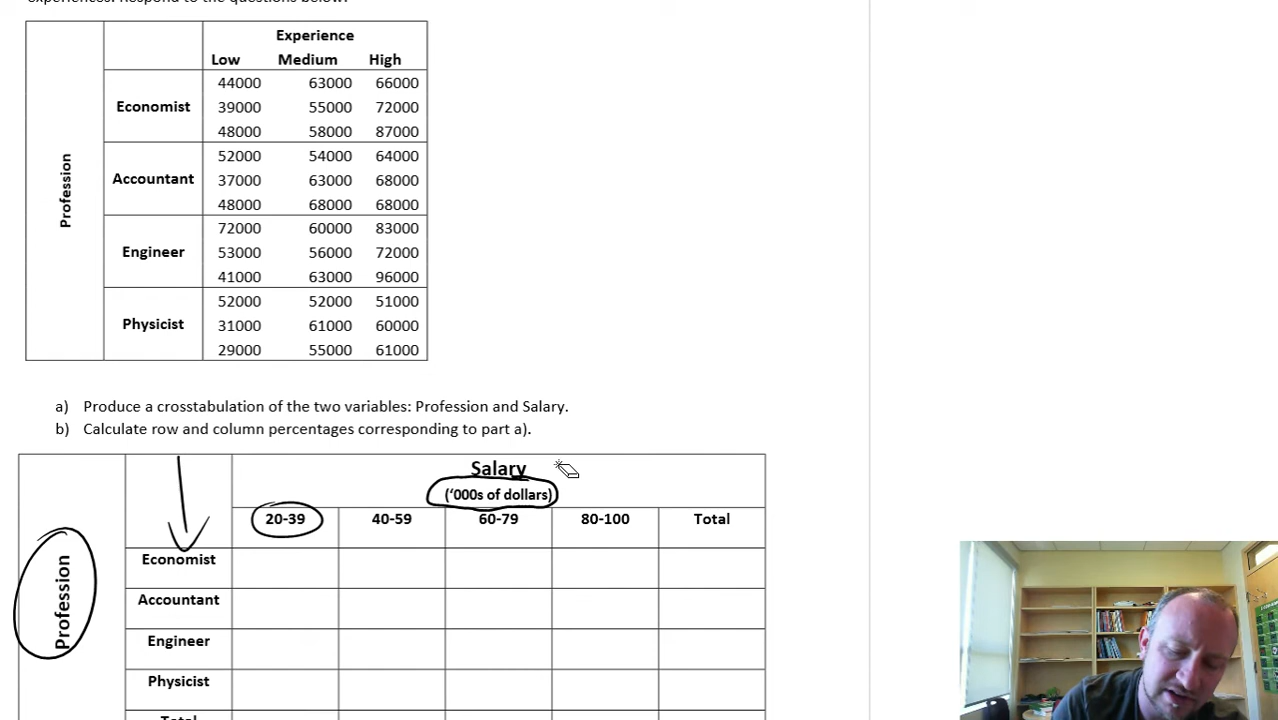 experiences. Respond to the questions below.
Experience
Low Medium High
44000 63000 66000
Economist 39000 55000 72000
48000 58000 87000
52000 54000 64000
Accountant 37000 63000 68000
48000 68000 68000
Profession
72000 60000 83000
Engineer 53000 56000 72000
41000 63000 96000
52000 52000 51000
Physicist 31000 61000 60000
29000 55000 61000
a) Produce a crosstabulation of the two variables: Profession and Salary.
b) Calculate row and column percentages corresponding to part a).
Salary
('000s of dollars)
20-39 40-59 60-79 80-100 Total
Profession
Economist
Accountant
Engineer
Physicist
Total